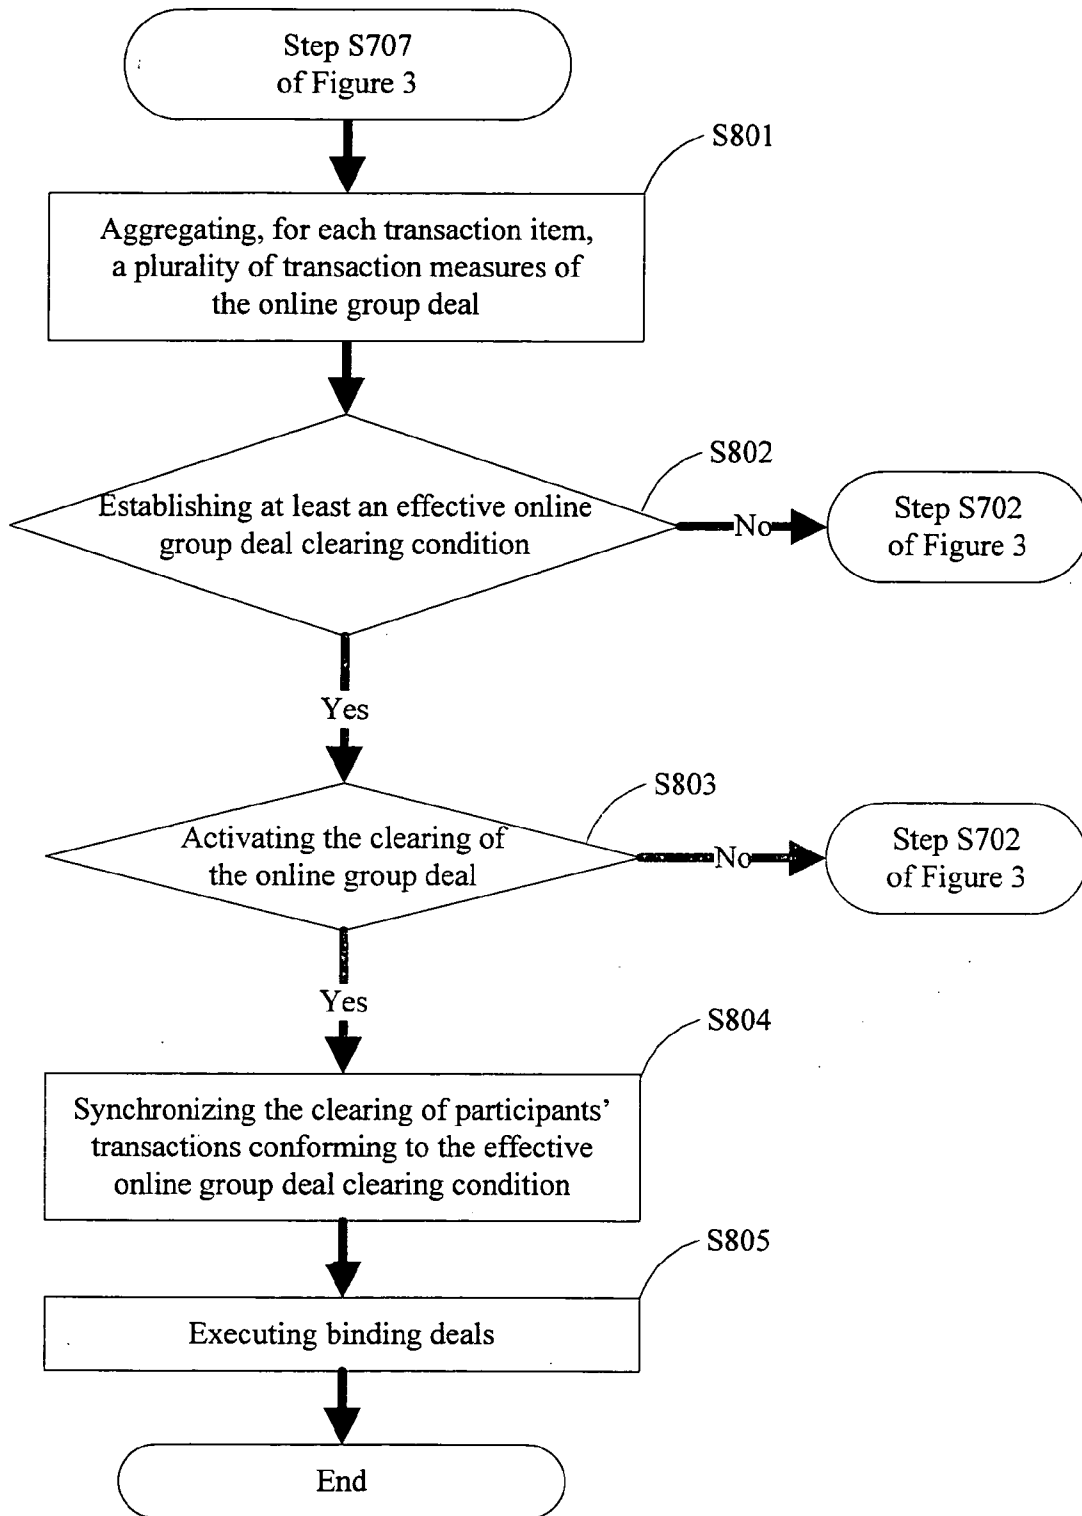 Step S707
of Figure 3
S801
Aggregating, for each transaction item,
a plurality of transaction measures of
the online group deal
S802
Establishing at least an effective online
group deal clearing condition
No
Step S702
of Figure 3
Yes
S803
Activating the clearing of
the online group deal
No
Step S702
of Figure 3
Yes
S804
Synchronizing the clearing of participants’
transactions conforming to the effective
online group deal clearing condition
S805
Executing binding deals
End